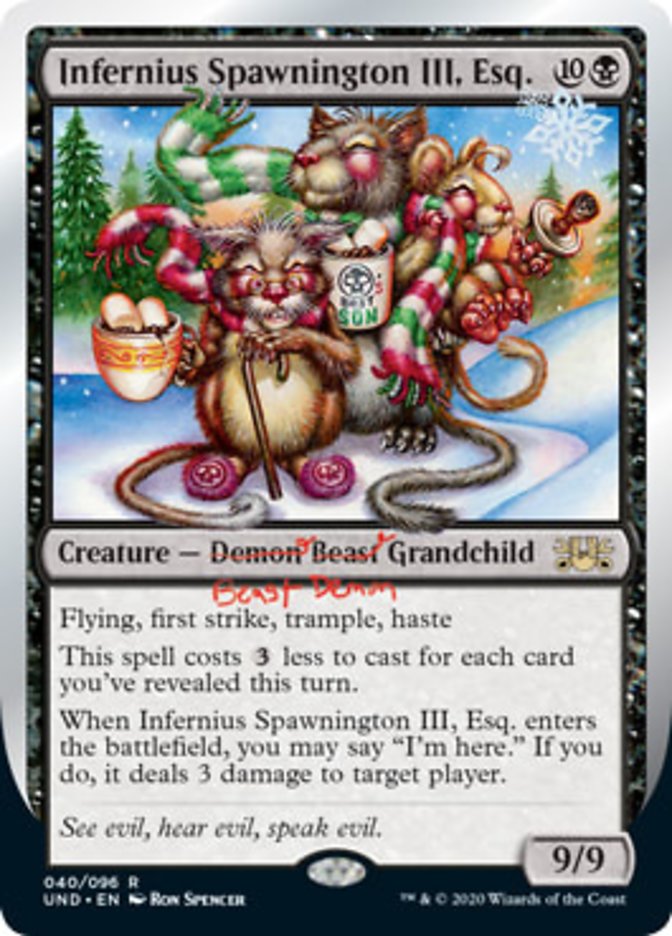 Infernius Spawnington III, Esq. 10
BEST
SON
Creature — Demon Beast Grandchild
Beast Demon
Flying, first strike, trample, haste
This spell costs 3 less to cast for each card
you've revealed this turn.
When Infernius Spawnington III, Esq. enters
the battlefield, you may say “I'm here.” If you
do, it deals 3 damage to target player.
See evil, hear evil, speak evil.
9/9
040/096 R
UND • EN Ron Spencer
™ & © 2020 Wizards of the Coast